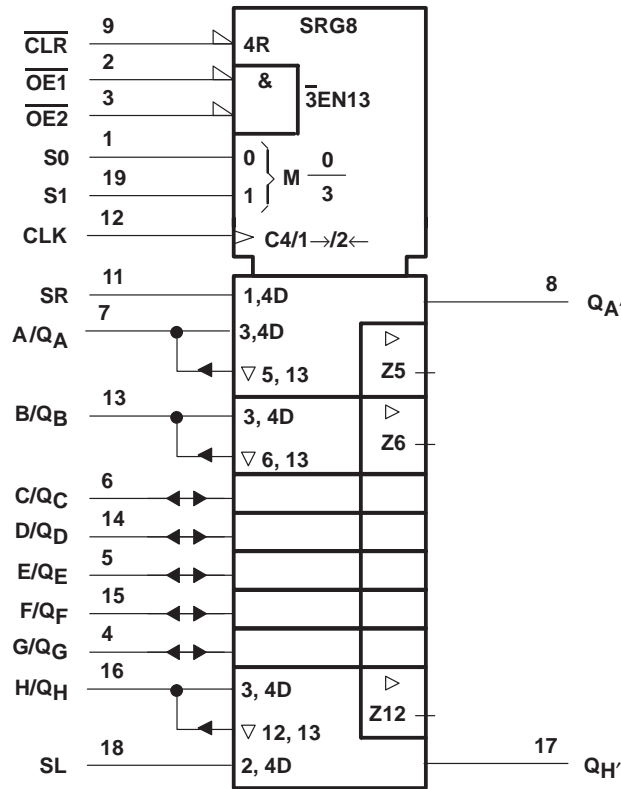 SRG8
CLR 9 4R
OE1 2 &
OE2 3 3EN13
S0 1 0
M 0/3
S1 19 1
CLK 12 C4/1→/2←
SR 11 1,4D 8 QA′
A/QA 7 3,4D ▷
▽ 5, 13 Z5
B/QB 13 3, 4D ▷
▽ 6, 13 Z6
C/QC 6
D/QD 14
E/QE 5
F/QF 15
G/QG 4
H/QH 16 3, 4D ▷
▽ 12, 13 Z12
SL 18 2, 4D 17 QH′